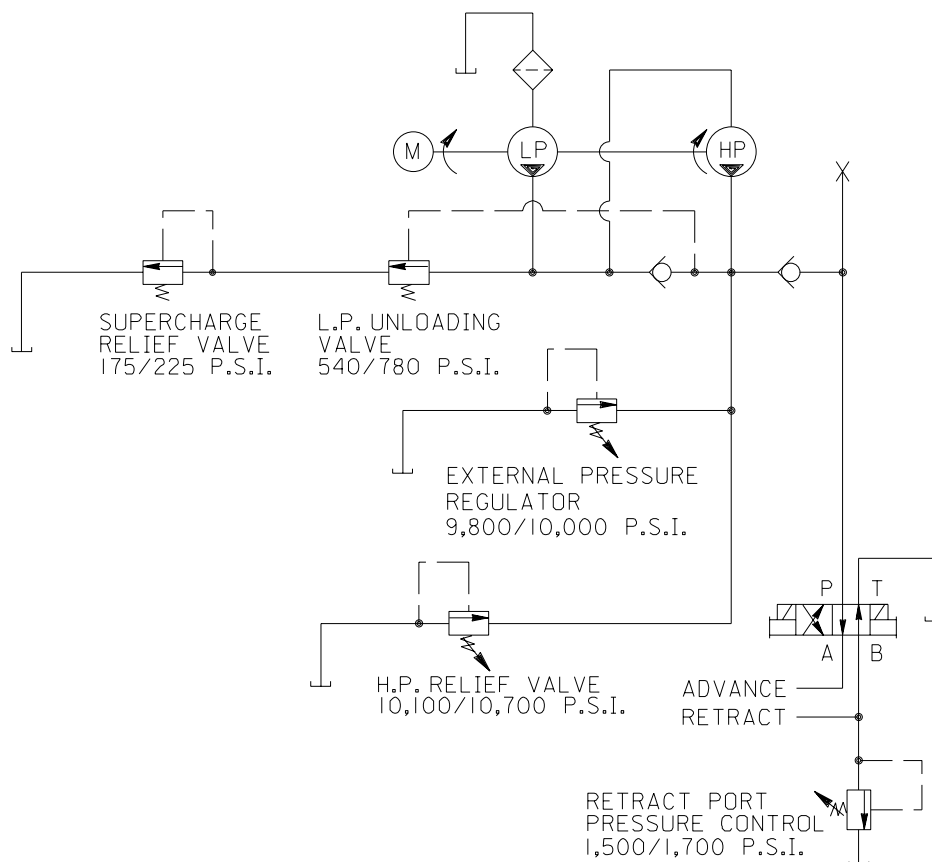 M
LP
HP
SUPERCHARGE
RELIEF VALVE
175/225 P.S.I.
L.P. UNLOADING
VALVE
540/780 P.S.I.
EXTERNAL PRESSURE
REGULATOR
9,800/10,000 P.S.I.
P T
A B
H.P. RELIEF VALVE
10,100/10,700 P.S.I.
ADVANCE
RETRACT
RETRACT PORT
PRESSURE CONTROL
1,500/1,700 P.S.I.